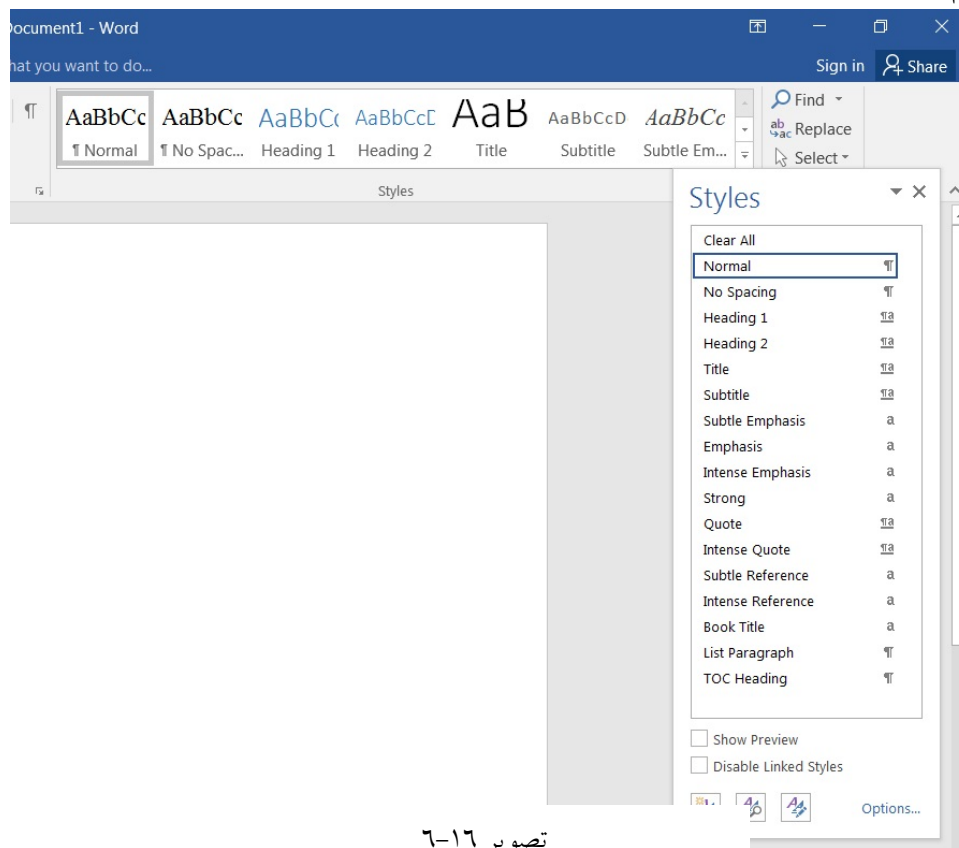 Document1 - Word
hat you want to do...
Sign in Share
¶ AaBbCc AaBbCc AaBbC AaBbCcD AaB AaBbCcD AaBbCc
¶ Normal ¶ No Spac... Heading 1 Heading 2 Title Subtitle Subtle Em...
Find
Replace
Select
Styles
Styles
Clear All
Normal ¶
No Spacing ¶
Heading 1 ¶a
Heading 2 ¶a
Title ¶a
Subtitle ¶a
Subtle Emphasis a
Emphasis a
Intense Emphasis a
Strong a
Quote ¶a
Intense Quote ¶a
Subtle Reference a
Intense Reference a
Book Title a
List Paragraph ¶
TOC Heading ¶
Show Preview
Disable Linked Styles
Options...
تصویر ١٦-٦